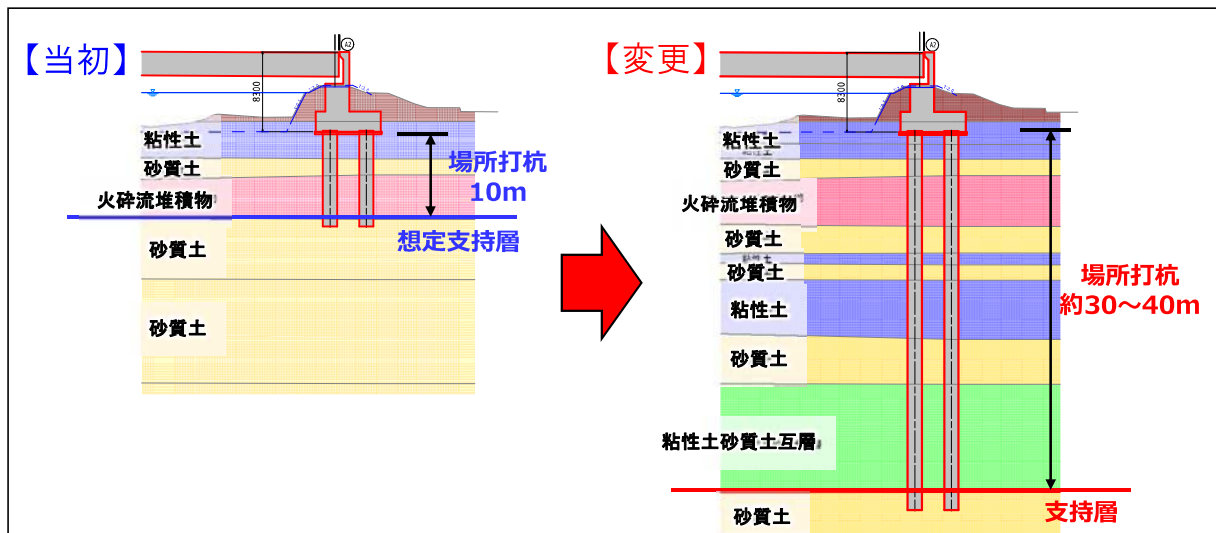 【当初】
A2
8300
粘性土
砂質土
火砕流堆積物
砂質土
砂質土
場所打杭
10m
想定支持層
【変更】
A2
8300
粘性土
砂質土
火砕流堆積物
砂質土
砂質土
粘性土
砂質土
粘性土砂質土互層
砂質土
場所打杭
約30~40m
支持層